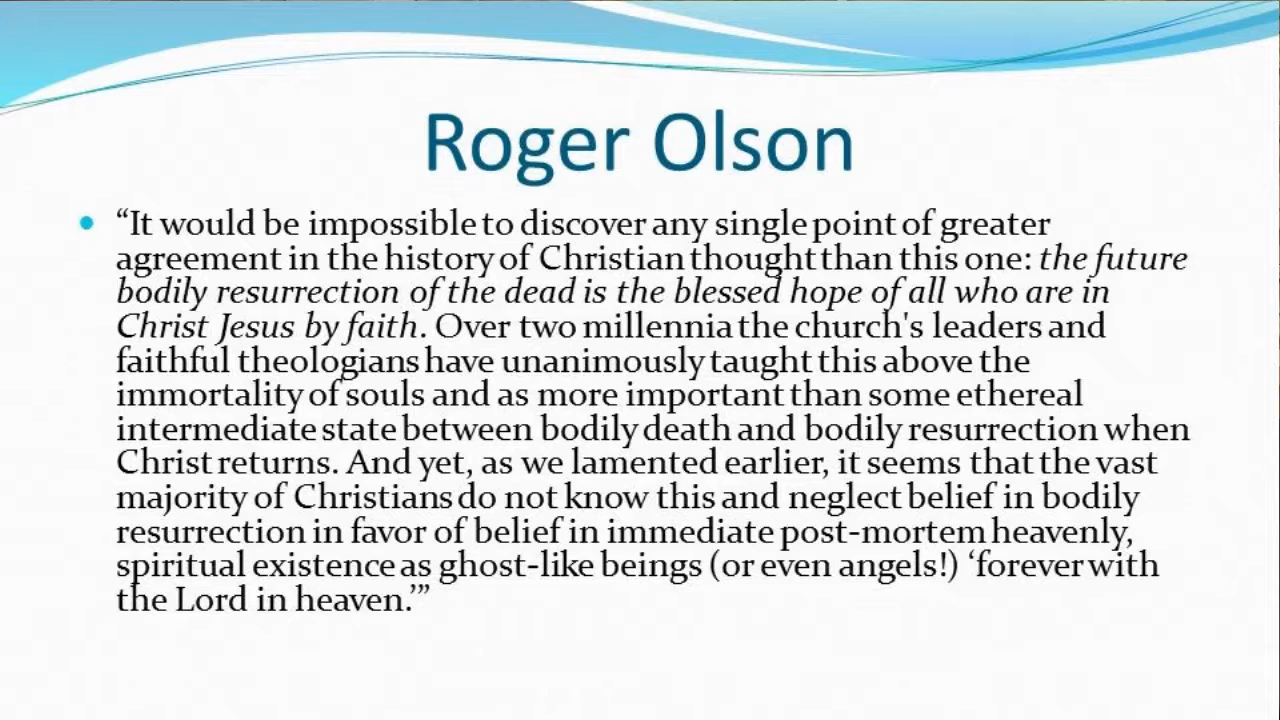 Roger Olson
• “It would be impossible to discover any single point of greater
agreement in the history of Christian thought than this one: the future
bodily resurrection of the dead is the blessed hope of all who are in
Christ Jesus by faith. Over two millennia the church's leaders and
faithful theologians have unanimously taught this above the
immortality of souls and as more important than some ethereal
intermediate state between bodily death and bodily resurrection when
Christ returns. And yet, as we lamented earlier, it seems that the vast
majority of Christians do not know this and neglect belief in bodily
resurrection in favor of belief in immediate post-mortem heavenly,
spiritual existence as ghost-like beings (or even angels!) ‘forever with
the Lord in heaven.’”